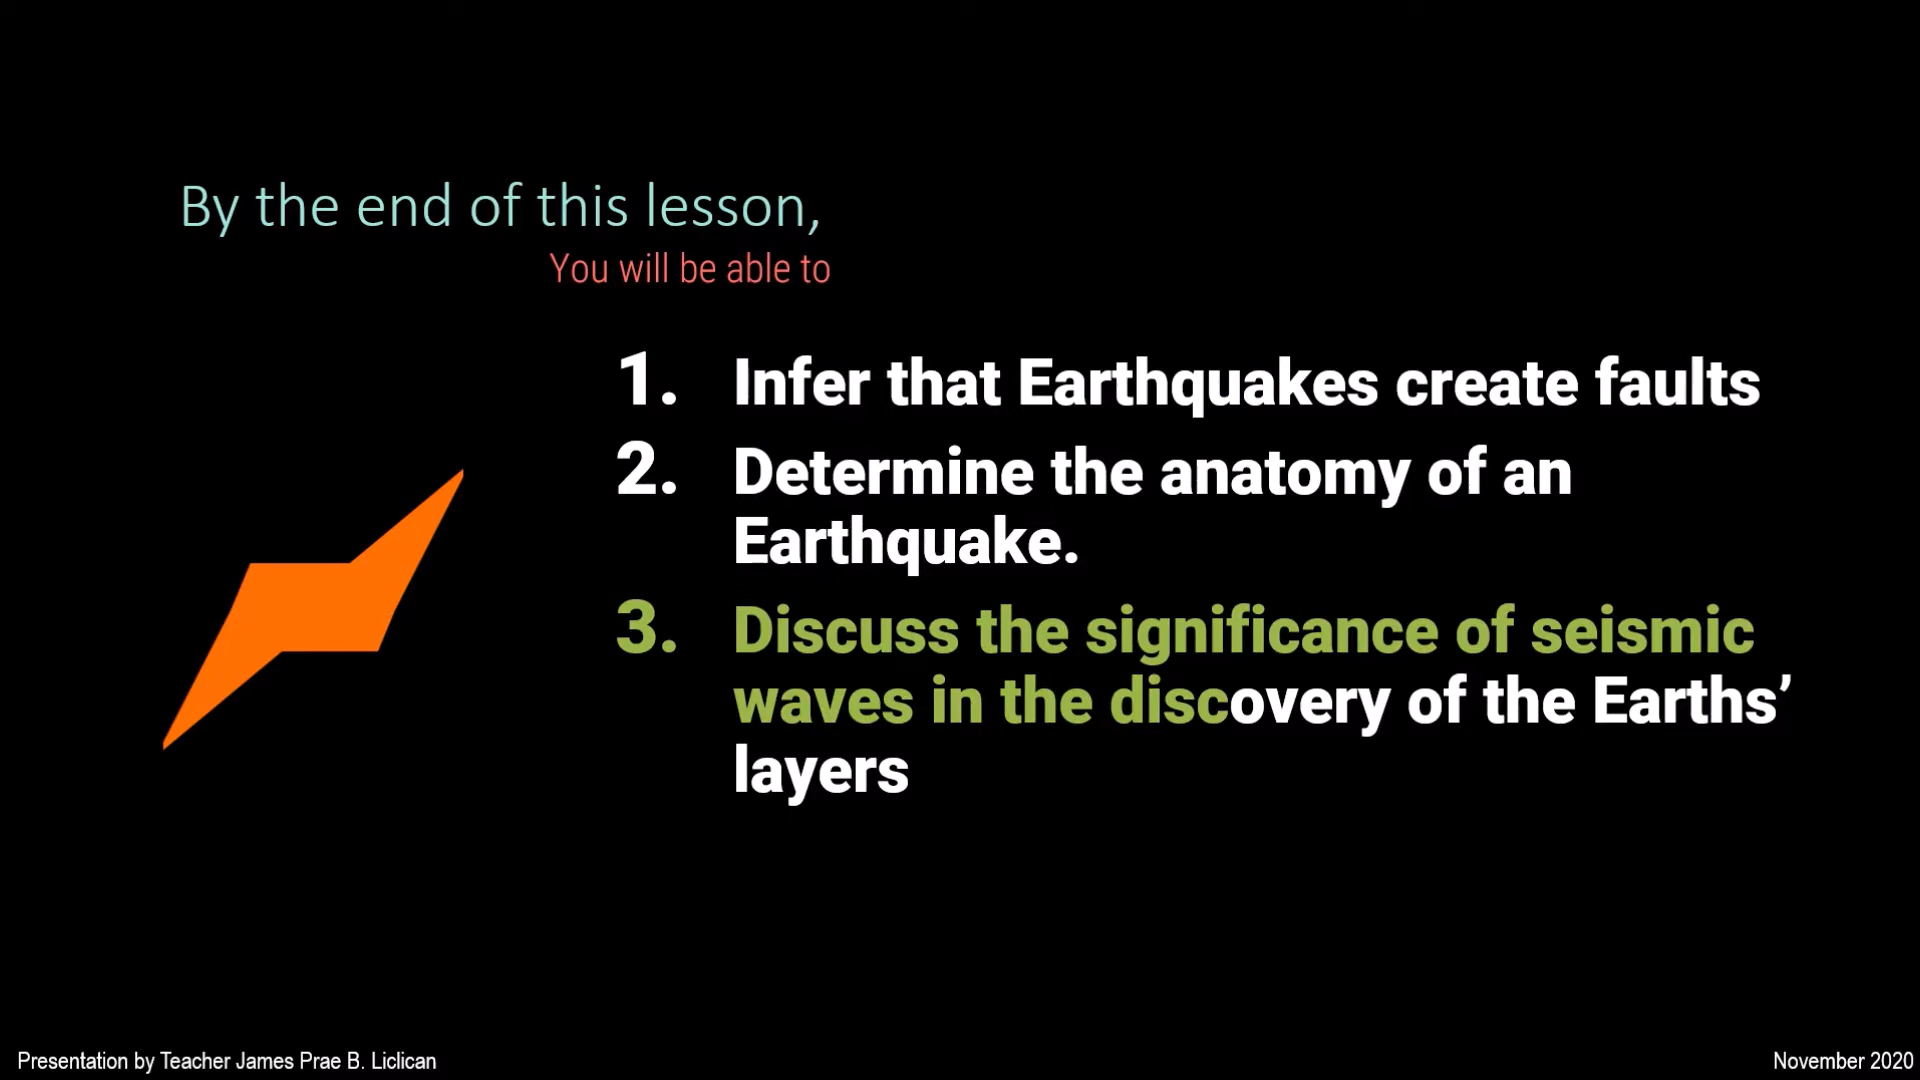 By the end of this lesson,
You will be able to
1. Infer that Earthquakes create faults
2. Determine the anatomy of an
Earthquake.
3. Discuss the significance of seismic
waves in the discovery of the Earths’
layers
Presentation by Teacher James Prae B. Liclican
November 2020